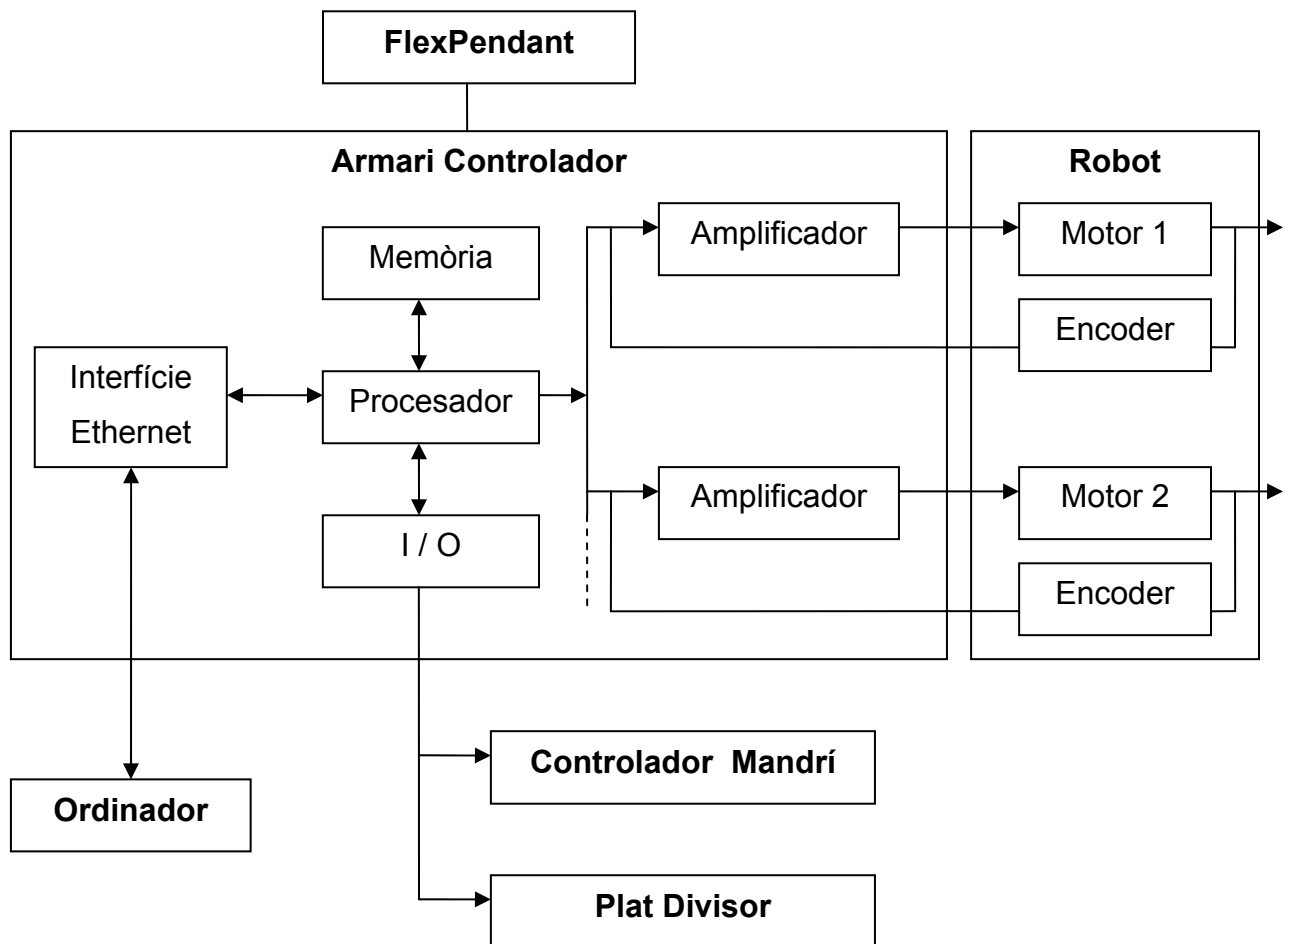 FlexPendant
Armari Controlador
Robot
Amplificador
Motor 1
Memòria
Encoder
Interfície
Ethernet
Procesador
Amplificador
Motor 2
I / O
Encoder
Controlador Mandrí
Ordinador
Plat Divisor